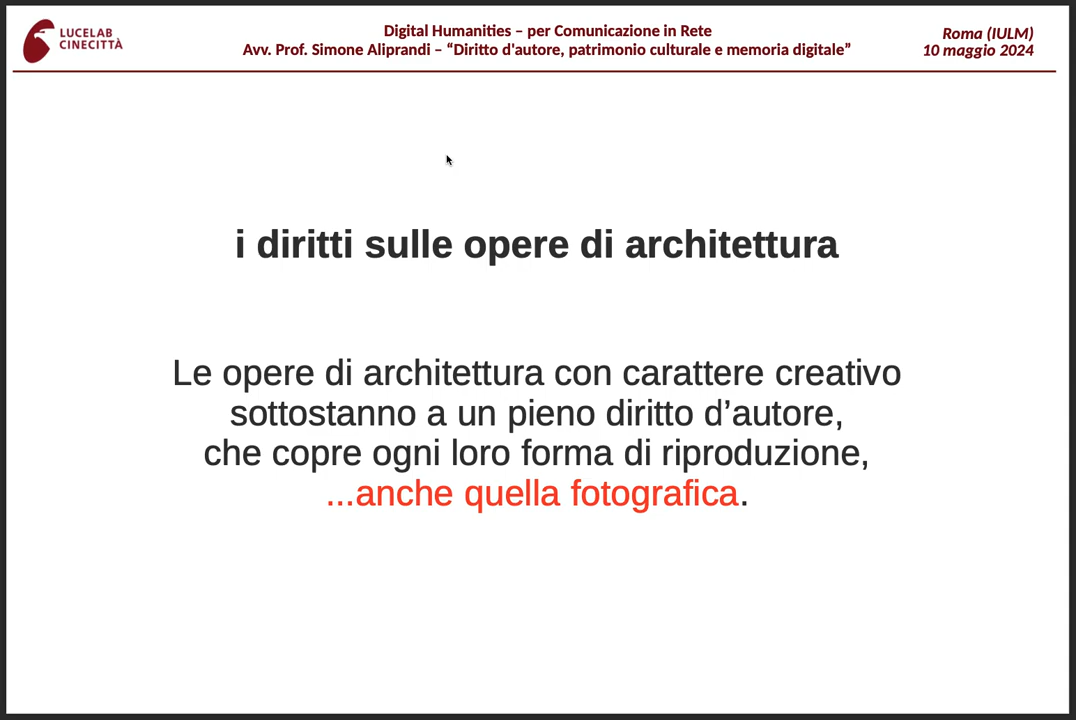 LUCELAB
CINECITTÀ
Digital Humanities – per Comunicazione in Rete
Avv. Prof. Simone Aliprandi – “Diritto d'autore, patrimonio culturale e memoria digitale”
Roma (IULM)
10 maggio 2024
i diritti sulle opere di architettura
Le opere di architettura con carattere creativo
sottostanno a un pieno diritto d’autore,
che copre ogni loro forma di riproduzione,
...anche quella fotografica.